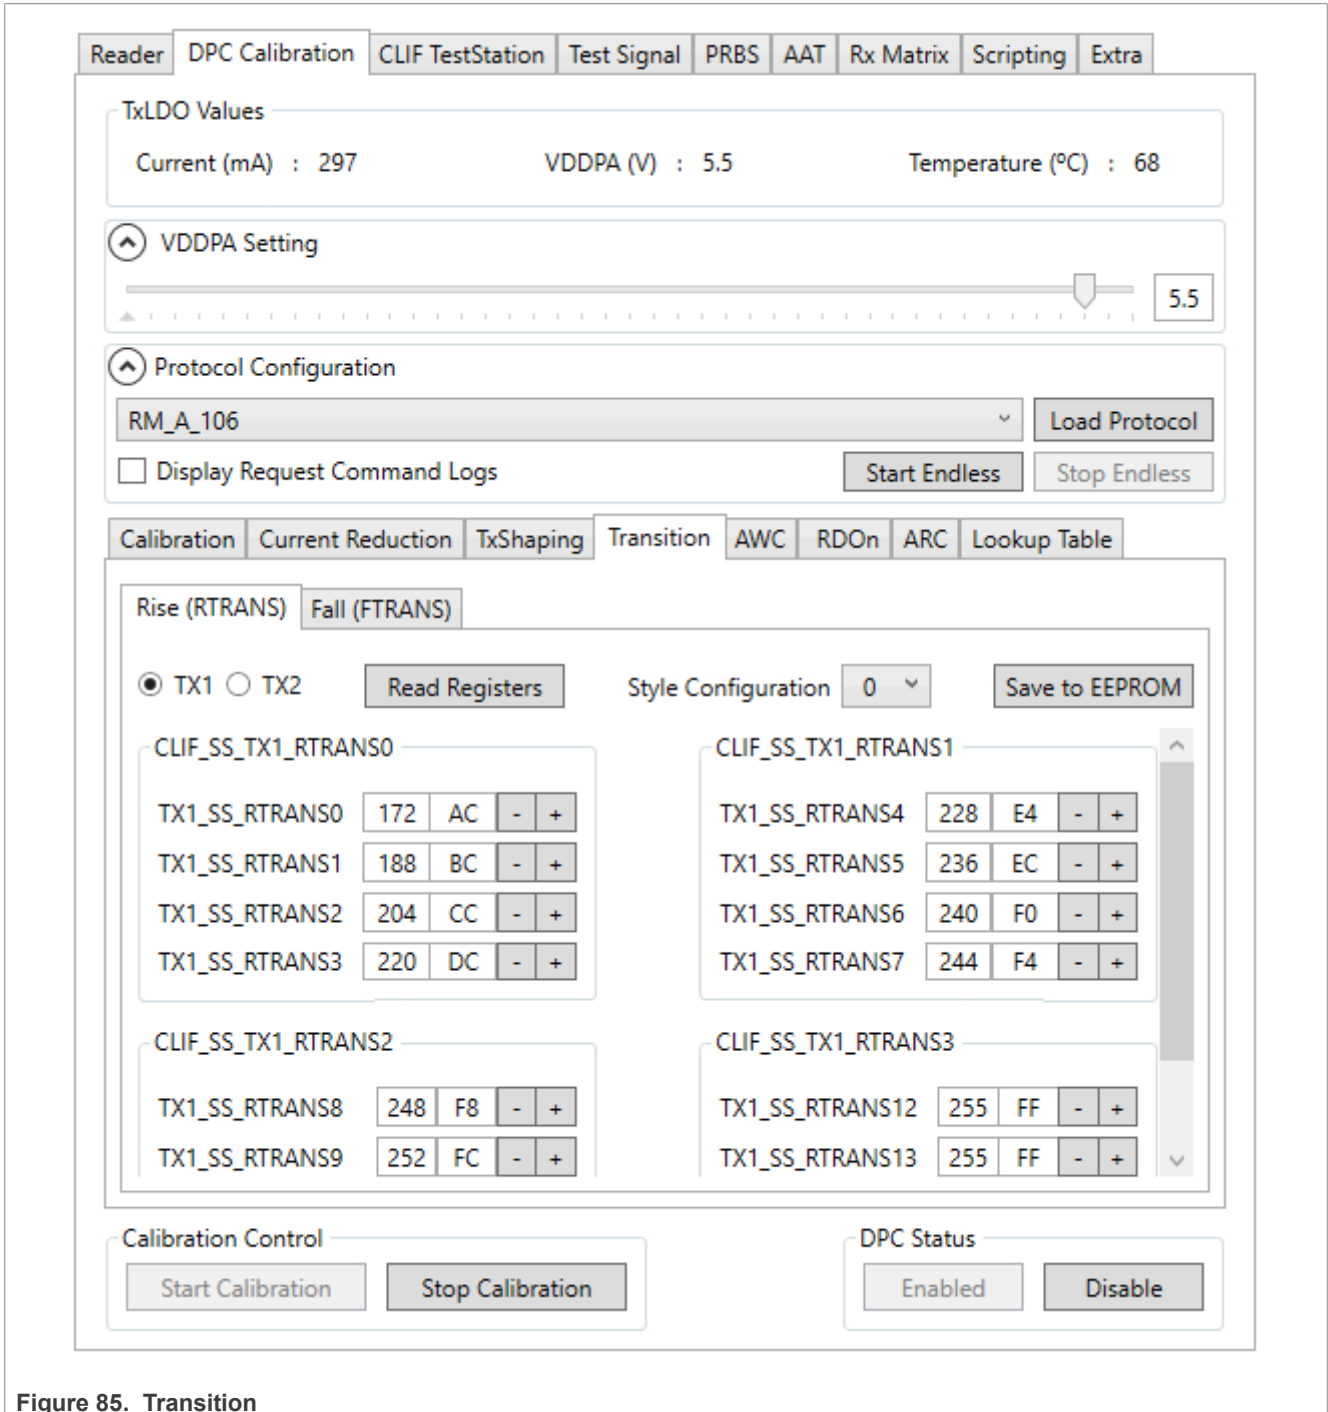 Reader DPC Calibration CLIF TestStation Test Signal PRBS AAT Rx Matrix Scripting Extra
TxLDO Values
Current (mA) : 297 VDDPA (V) : 5.5 Temperature (ºC) : 68
VDDPA Setting
5.5
Protocol Configuration
RM_A_106 Load Protocol
Display Request Command Logs Start Endless Stop Endless
Calibration Current Reduction TxShaping Transition AWC RDOn ARC Lookup Table
Rise (RTRANS) Fall (FTRANS)
TX1 TX2 Read Registers Style Configuration 0 Save to EEPROM
CLIF_SS_TX1_RTRANS0 CLIF_SS_TX1_RTRANS1
TX1_SS_RTRANS0 172 AC - + TX1_SS_RTRANS4 228 E4 - +
TX1_SS_RTRANS1 188 BC - + TX1_SS_RTRANS5 236 EC - +
TX1_SS_RTRANS2 204 CC - + TX1_SS_RTRANS6 240 F0 - +
TX1_SS_RTRANS3 220 DC - + TX1_SS_RTRANS7 244 F4 - +
CLIF_SS_TX1_RTRANS2 CLIF_SS_TX1_RTRANS3
TX1_SS_RTRANS8 248 F8 - + TX1_SS_RTRANS12 255 FF - +
TX1_SS_RTRANS9 252 FC - + TX1_SS_RTRANS13 255 FF - +
Calibration Control DPC Status
Start Calibration Stop Calibration Enabled Disable
Figure 85. Transition